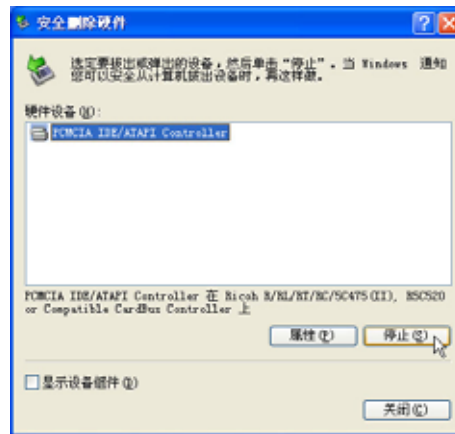 安全删除硬件
选定要拔出或弹出的设备，然后单击“停止”。当 Windows 通知
您可以安全从计算机拔出设备时，再这样做。
硬件设备(U):
PCMCIA IDE/ATAPI Controller
PCMCIA IDE/ATAPI Controller 在 Ricoh R/RL/RT/RC/5C475(II), R5C520
or Compatible CardBus Controller 上
属性(P)
停止(S)
显示设备组件(D)
关闭(C)